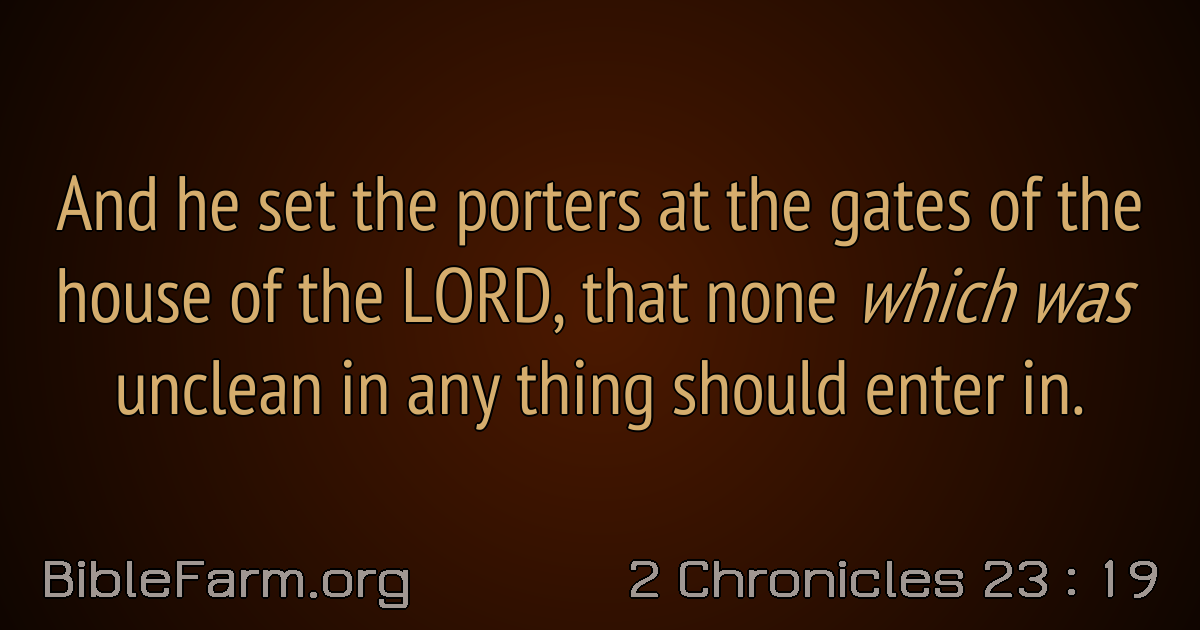 And he set the porters at the gates of the
house of the LORD, that none which was
unclean in any thing should enter in.
BibleFarm.org
2 Chronicles 23 : 19